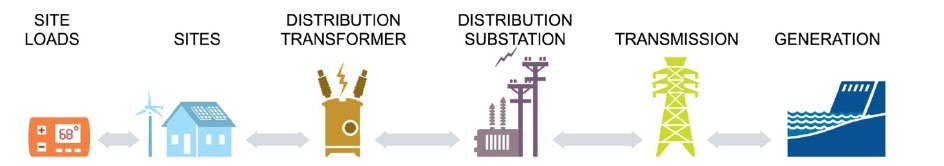 SITE
LOADS
SITES
DISTRIBUTION
TRANSFORMER
DISTRIBUTION
SUBSTATION
TRANSMISSION
GENERATION
+
-
68°